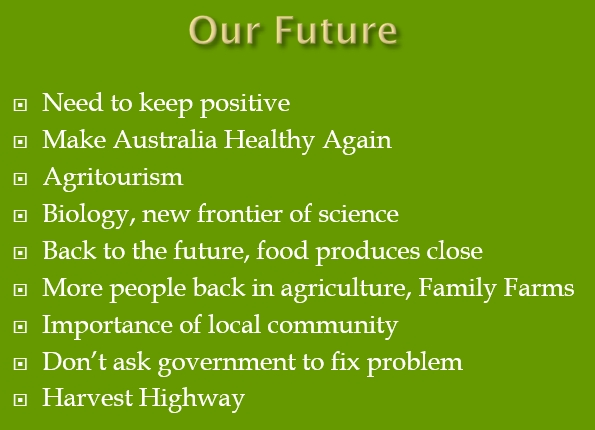 Our Future
Need to keep positive
Make Australia Healthy Again
Agritourism
Biology, new frontier of science
Back to the future, food produces close
More people back in agriculture, Family Farms
Importance of local community
Don't ask government to fix problem
Harvest Highway